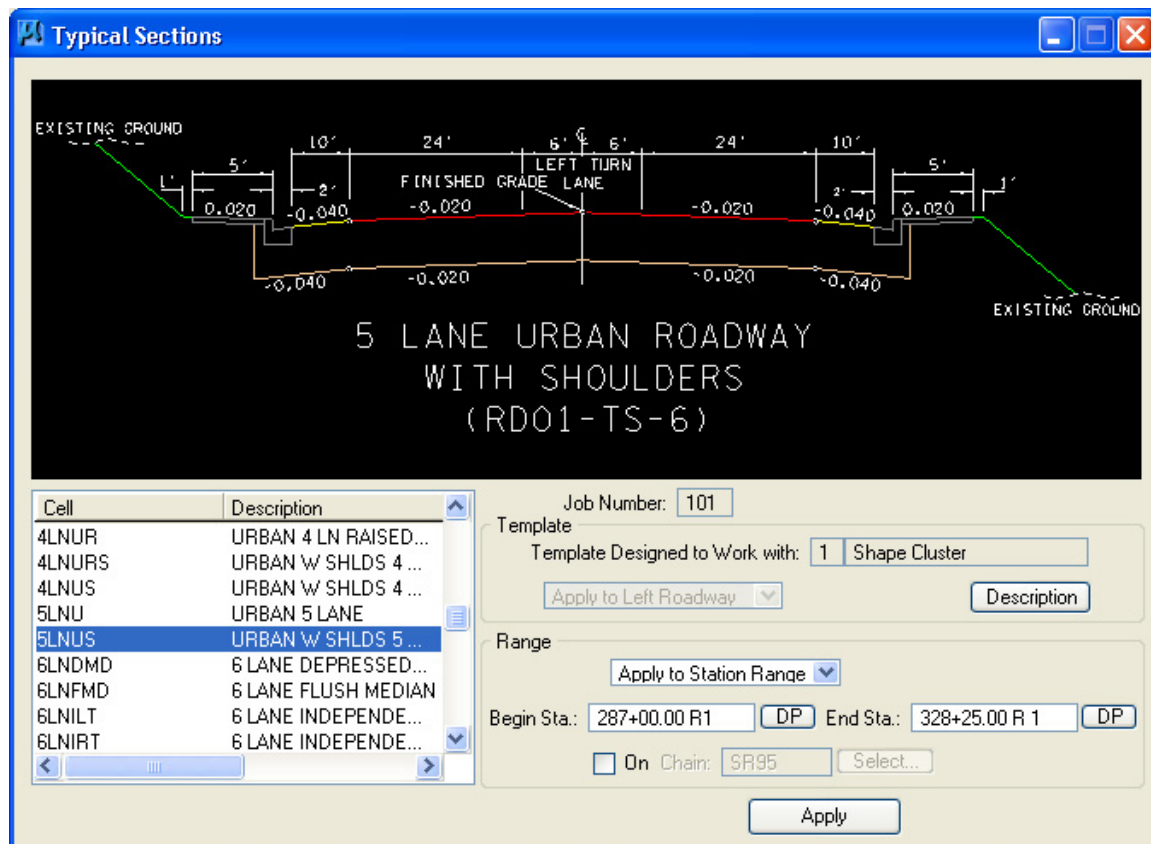 Typical Sections
EXISTING GROUND
10' 24' 6' ℄ 6' 24' 10'
5' LEFT TURN 5'
1' 2' FINISHED GRADE LANE 2' 1'
0.020 -0.040 -0.020 -0.020 -0.040 0.020
-0.040 -0.020 -0.020 -0.040
EXISTING GROUND
5 LANE URBAN ROADWAY
WITH SHOULDERS
(RD01-TS-6)
Cell Description
4LNUR URBAN 4 LN RAISED...
4LNURS URBAN W SHLDS 4 ...
4LNUS URBAN W SHLDS 4 ...
5LNU URBAN 5 LANE
5LNUS URBAN W SHLDS 5 ...
6LNDMD 6 LANE DEPRESSED...
6LNFMD 6 LANE FLUSH MEDIAN
6LNILT 6 LANE INDEPENDE...
6LNIRT 6 LANE INDEPENDE...
Job Number: 101
Template
Template Designed to Work with: 1 Shape Cluster
Apply to Left Roadway Description
Range
Apply to Station Range
Begin Sta.: 287+00.00 R1 DP End Sta.: 328+25.00 R 1 DP
On Chain: SR95 Select...
Apply